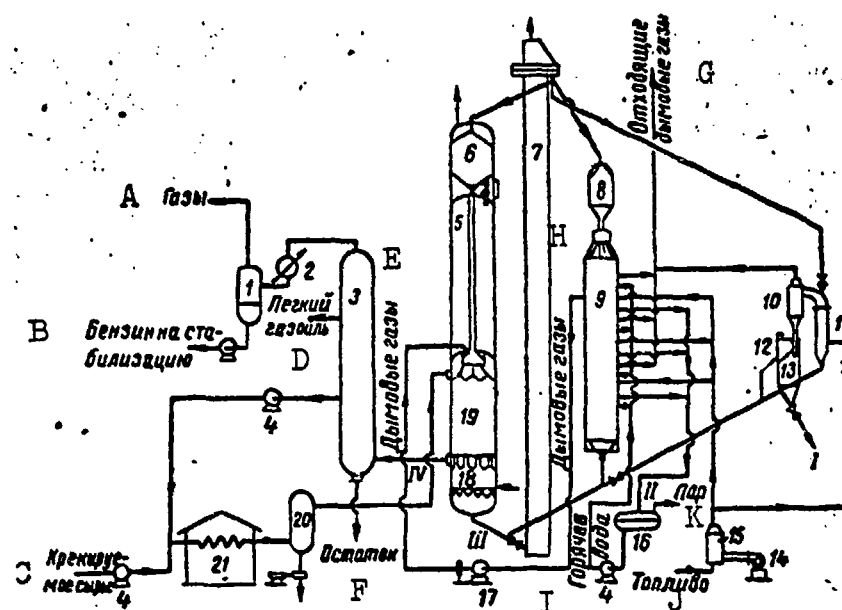 G
Отходящие
дымовые газы
A
Газы
6
7
8
5
H
2
E
1
3
9
10
B
Легкий
газойль
Бензин на ста-
билизацию
D
Дымовые газы
Дымовые газы
12
13
4
19
IV
18
I
II
Пар
K
20
16
15
Остаток
III
Горячая
вода
14
Крекируе-
мое сырье
4
21
F
17
I
4
Топливо
J